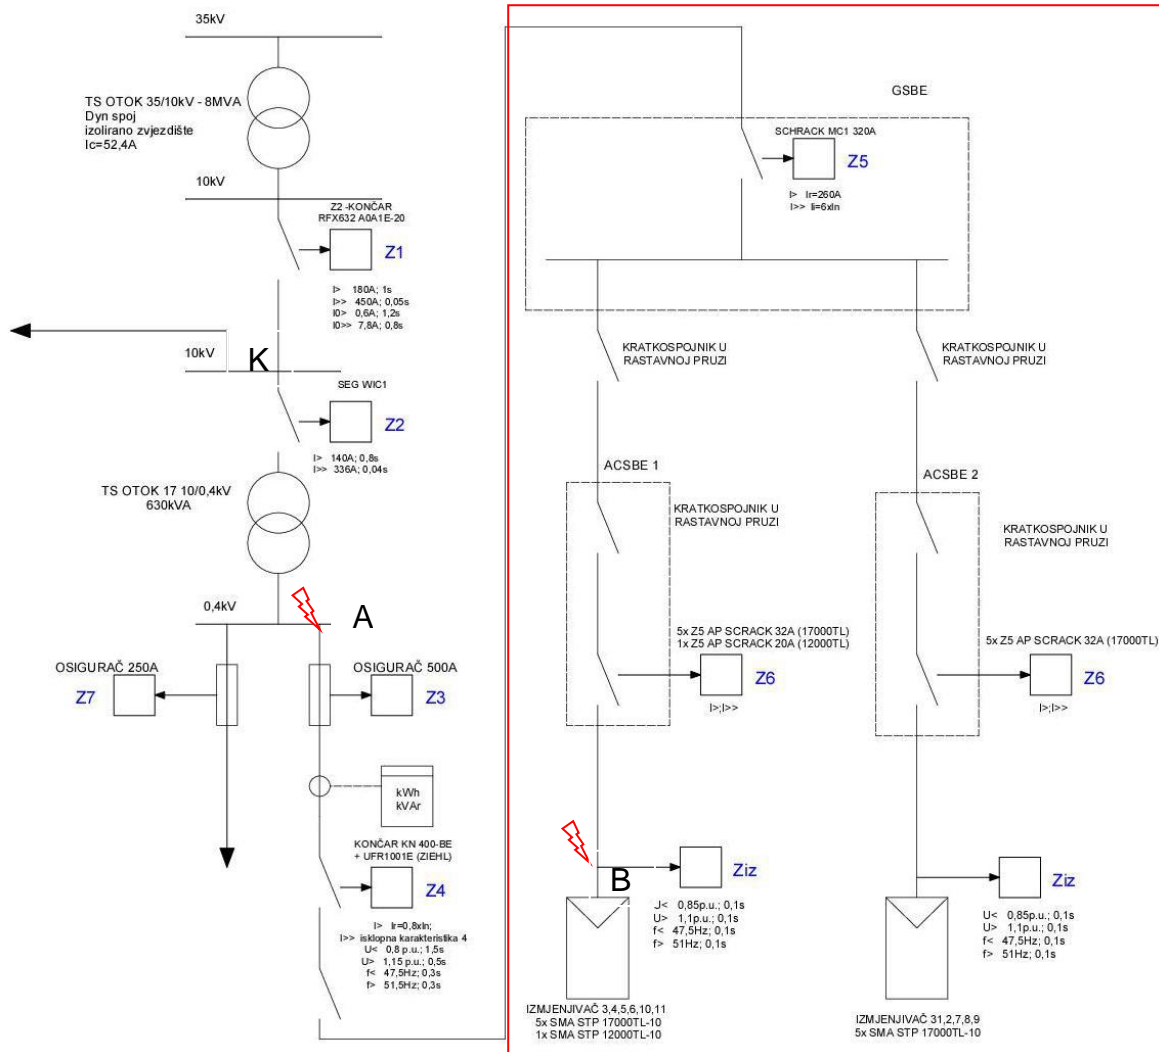 35kV
TS OTOK 35/10kV - 8MVA
Dyn spoj
izolirano zvjezdište
Ic=52,4A
10kV
Z2 -KONČAR
RFX632 A0A1E-20
Z1
I> 180A; 1s
I>> 450A; 0,05s
I0> 0,6A; 1,2s
I0>> 7,8A; 0,8s
10kV
K
SEG WIC1
Z2
I> 140A; 0,8s
I>> 336A; 0,04s
TS OTOK 17 10/0,4kV
630kVA
0,4kV
A
OSIGURAČ 250A
Z7
OSIGURAČ 500A
Z3
kWh
kVAr
KONČAR KN 400-BE
+ UFR1001E (ZIEHL)
Z4
I> Ir=0,8xIn;
I>> isklopna karakteristika 4
U< 0,8 p.u.; 1,5s
U> 1,15 p.u.; 0,5s
f< 47,5Hz; 0,3s
f> 51,5Hz; 0,3s
GSBE
SCHRACK MC1 320A
Z5
I> Ir=260A
I>> Ii=6xIn
KRATKOSPOJNIK U
RASTAVNOJ PRUZI
KRATKOSPOJNIK U
RASTAVNOJ PRUZI
ACSBE 1
KRATKOSPOJNIK U
RASTAVNOJ PRUZI
ACSBE 2
KRATKOSPOJNIK U
RASTAVNOJ PRUZI
5x Z5 AP SCRACK 32A (17000TL)
1x Z5 AP SCRACK 20A (12000TL)
Z6
I>;I>>
5x Z5 AP SCRACK 32A (17000TL)
Z6
I>;I>>
B
Ziz
U< 0,85p.u.; 0,1s
U> 1,1p.u.; 0,1s
f< 47,5Hz; 0,1s
f> 51Hz; 0,1s
Ziz
U< 0,85p.u.; 0,1s
U> 1,1p.u.; 0,1s
f< 47,5Hz; 0,1s
f> 51Hz; 0,1s
IZMJENJIVAČ 3,4,5,6,10,11
5x SMA STP 17000TL-10
1x SMA STP 12000TL-10
IZMJENJIVAČ 31,2,7,8,9
5x SMA STP 17000TL-10